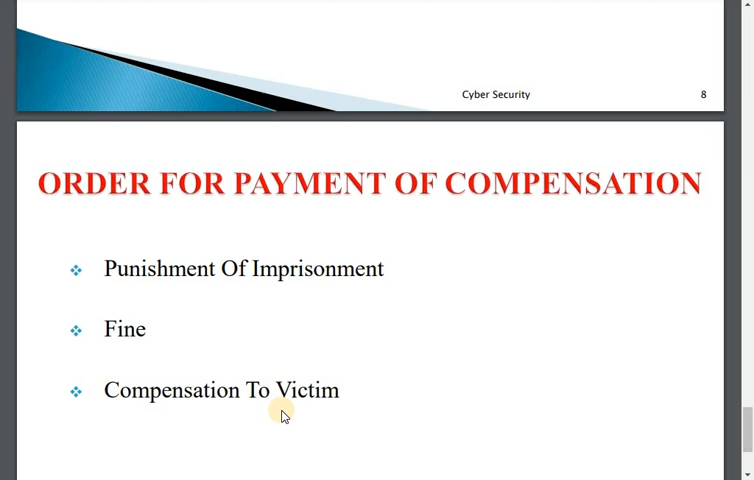 Cyber Security 8
ORDER FOR PAYMENT OF COMPENSATION
Punishment Of Imprisonment
Fine
Compensation To Victim